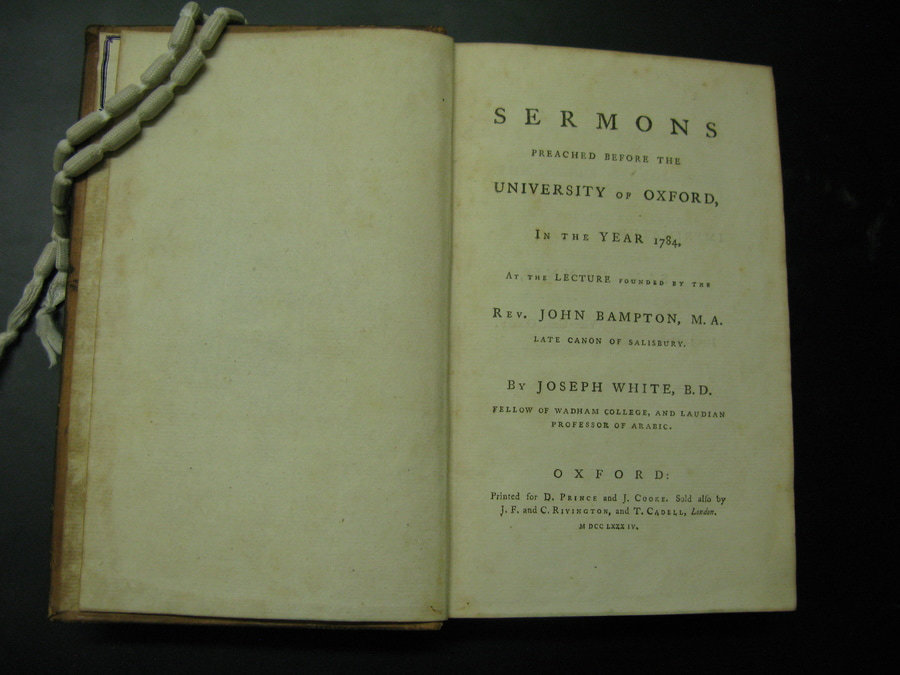 SERMONS
PREACHED BEFORE THE
UNIVERSITY OF OXFORD,
IN THE YEAR 1784,
AT THE LECTURE FOUNDED BY THE
REV. JOHN BAMPTON, M.A.
LATE CANON OF SALISBURY.
BY JOSEPH WHITE, B.D.
FELLOW OF WADHAM COLLEGE, AND LAUDIAN
PROFESSOR OF ARABIC.
OXFORD:
Printed for D. PRINCE and J. COOKE. Sold alſo by
J. F. and C. RIVINGTON, and T. CADELL, London.
M DCC LXXX IV.